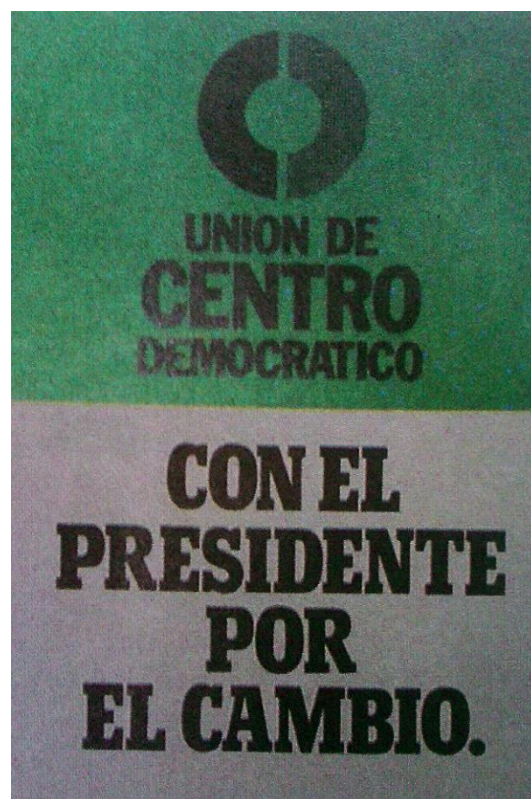 UNION DE
CENTRO
DEMOCRATICO
CON EL
PRESIDENTE
POR
EL CAMBIO.